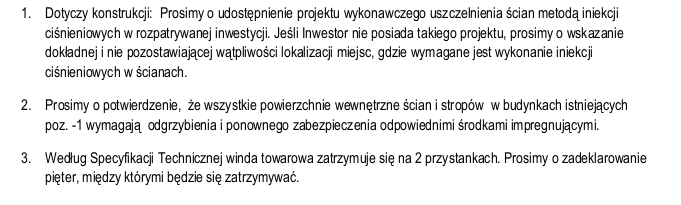 1. Dotyczy konstrukcji: Prosimy o udostępnienie projektu wykonawczego uszczelnienia ścian metodą iniekcji
ciśnieniowych w rozpatrywanej inwestycji. Jeśli Inwestor nie posiada takiego projektu, prosimy o wskazanie
dokładnej i nie pozostawiającej wątpliwości lokalizacji miejsc, gdzie wymagane jest wykonanie iniekcji
ciśnieniowych w ścianach.
2. Prosimy o potwierdzenie, że wszystkie powierzchnie wewnętrzne ścian i stropów w budynkach istniejących
poz. -1 wymagają odgrzybienia i ponownego zabezpieczenia odpowiednimi środkami impregnującymi.
3. Według Specyfikacji Technicznej winda towarowa zatrzymuje się na 2 przystankach. Prosimy o zadeklarowanie
pięter, między którymi będzie się zatrzymywać.